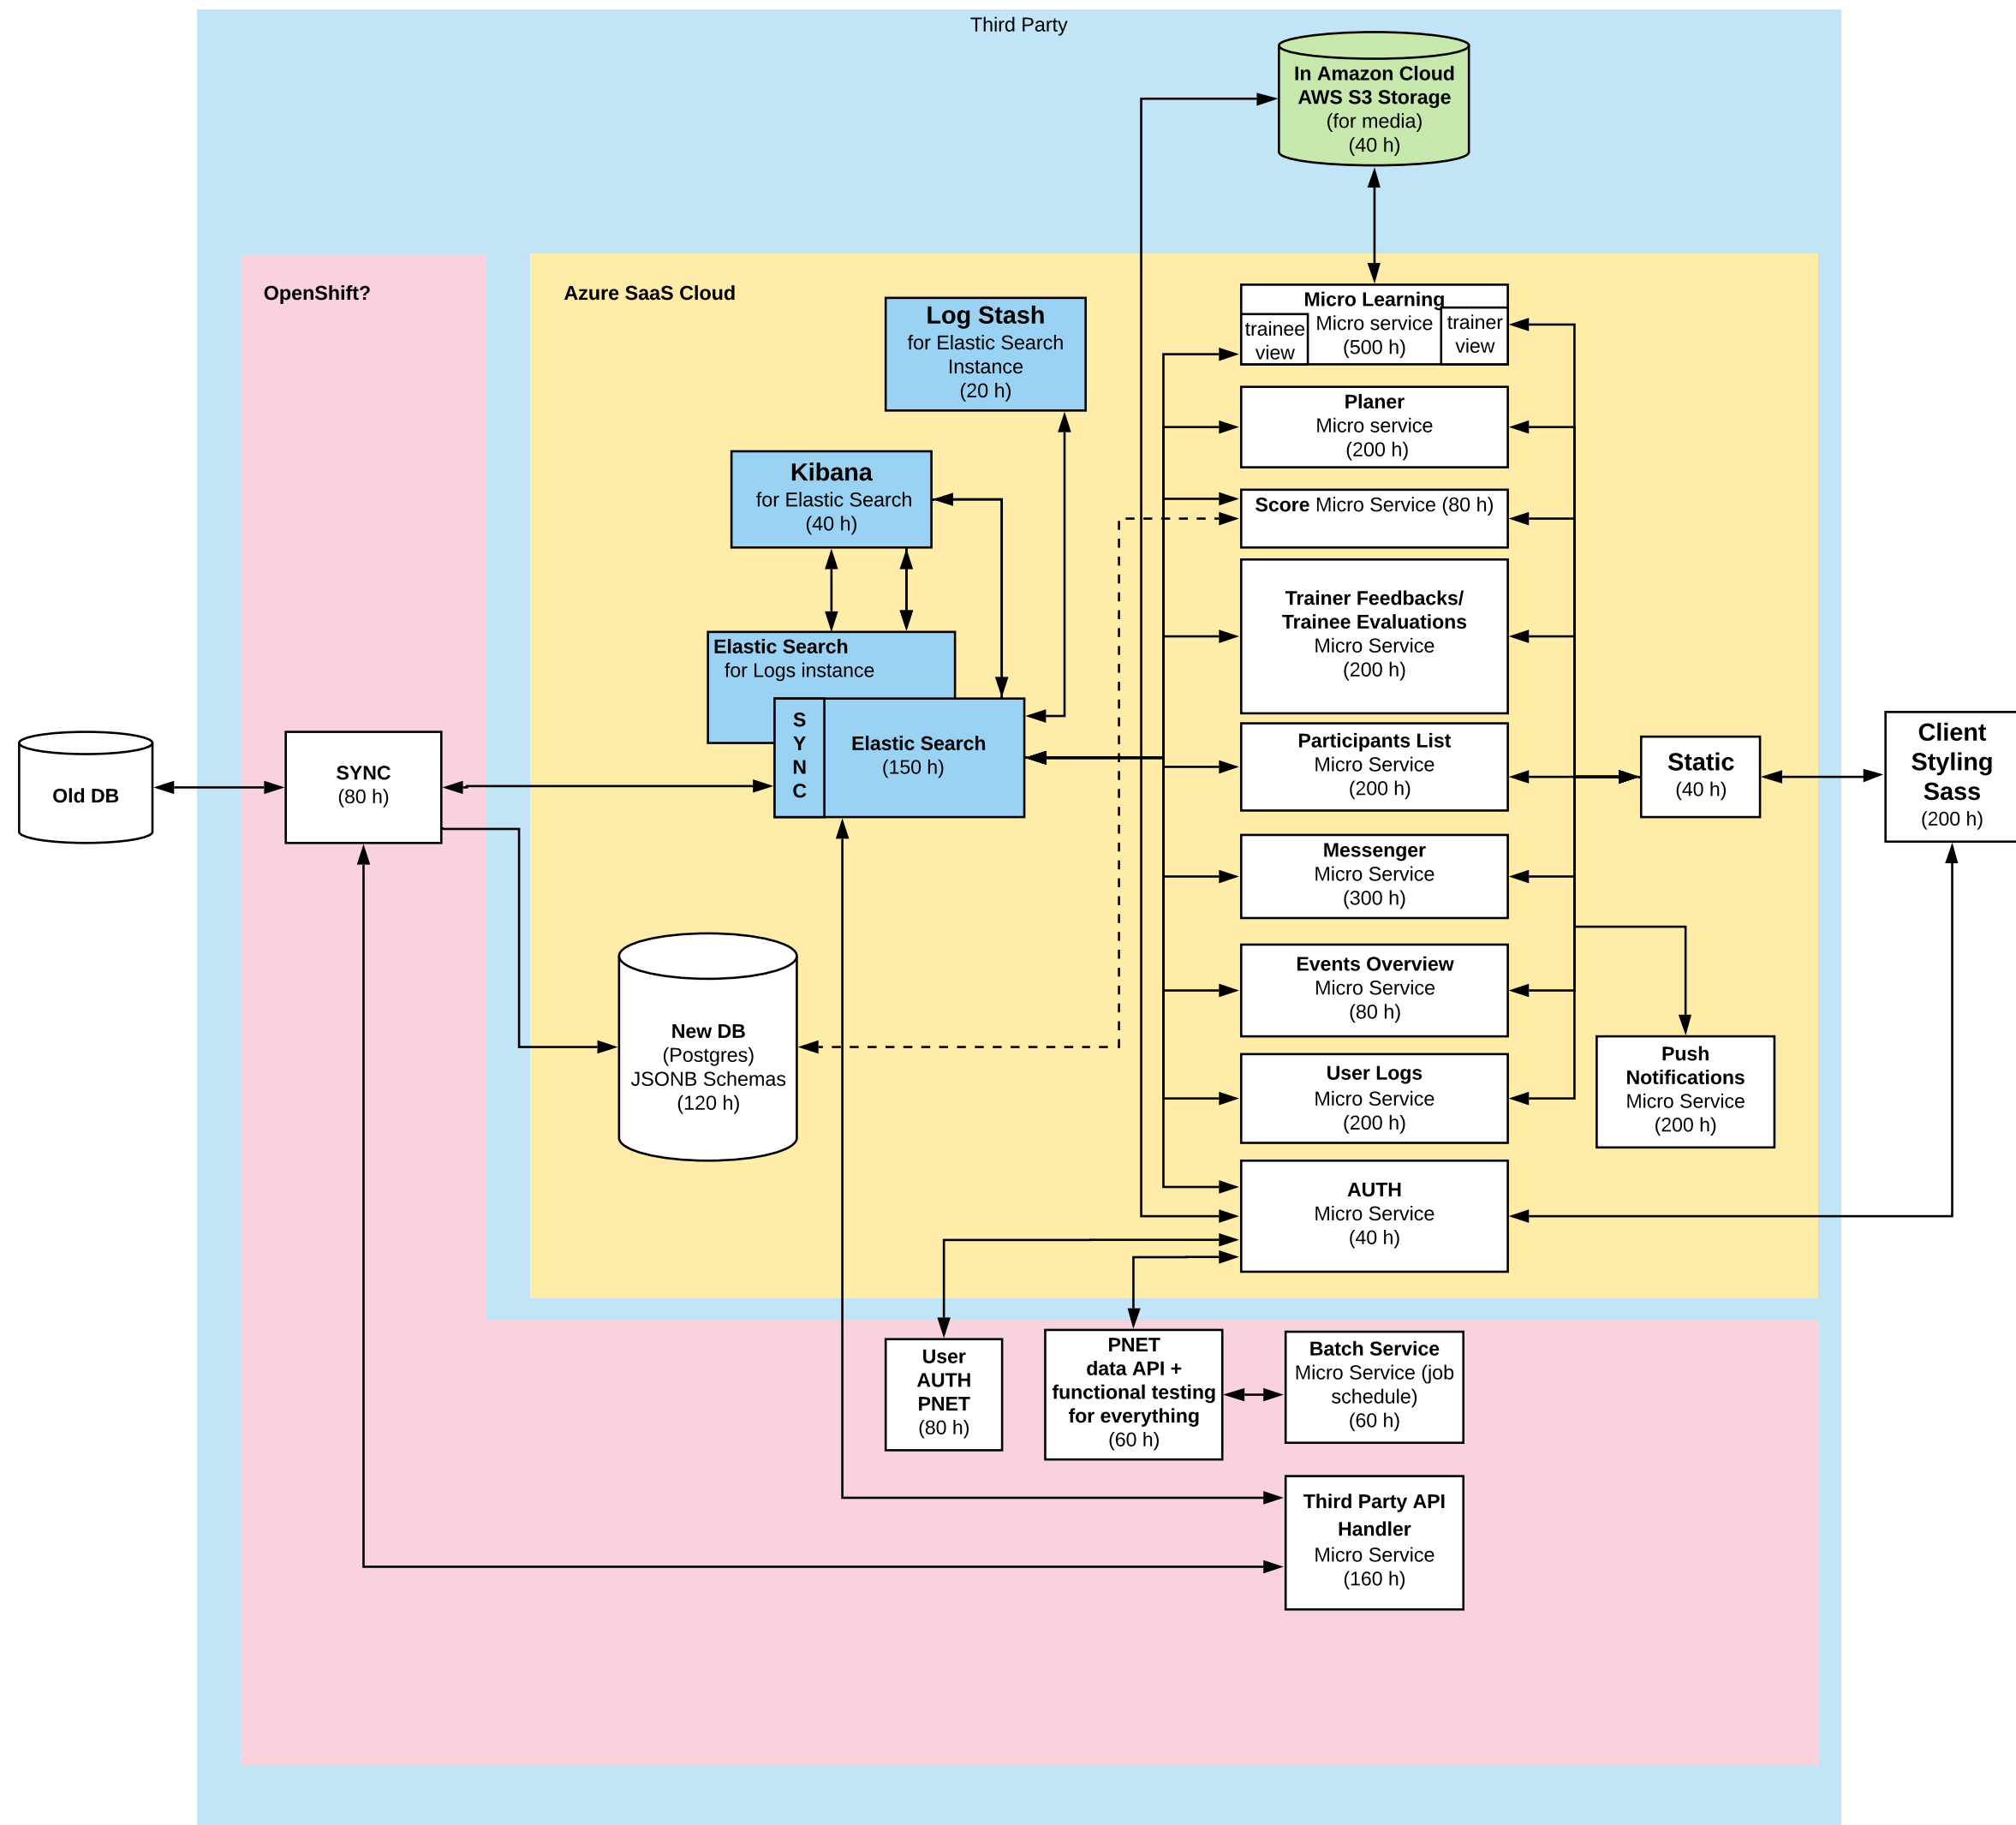 Third Party
In Amazon Cloud
AWS S3 Storage
(for media)
(40 h)
OpenShift?
Azure SaaS Cloud
Log Stash
for Elastic Search
Instance
(20 h)
Micro Learning
Micro service
(500 h)
trainee
view
trainer
view
Planer
Micro service
(200 h)
Kibana
for Elastic Search
(40 h)
Score Micro Service (80 h)
Trainer Feedbacks/
Trainee Evaluations
Micro Service
(200 h)
Elastic Search
for Logs instance
S
Y
N
C
Elastic Search
(150 h)
Old DB
SYNC
(80 h)
Participants List
Micro Service
(200 h)
Static
(40 h)
Client
Styling
Sass
(200 h)
Messenger
Micro Service
(300 h)
Events Overview
Micro Service
(80 h)
New DB
(Postgres)
JSONB Schemas
(120 h)
User Logs
Micro Service
(200 h)
Push
Notifications
Micro Service
(200 h)
AUTH
Micro Service
(40 h)
User
AUTH
PNET
(80 h)
PNET
data API +
functional testing
for everything
(60 h)
Batch Service
Micro Service (job
schedule)
(60 h)
Third Party API
Handler
Micro Service
(160 h)